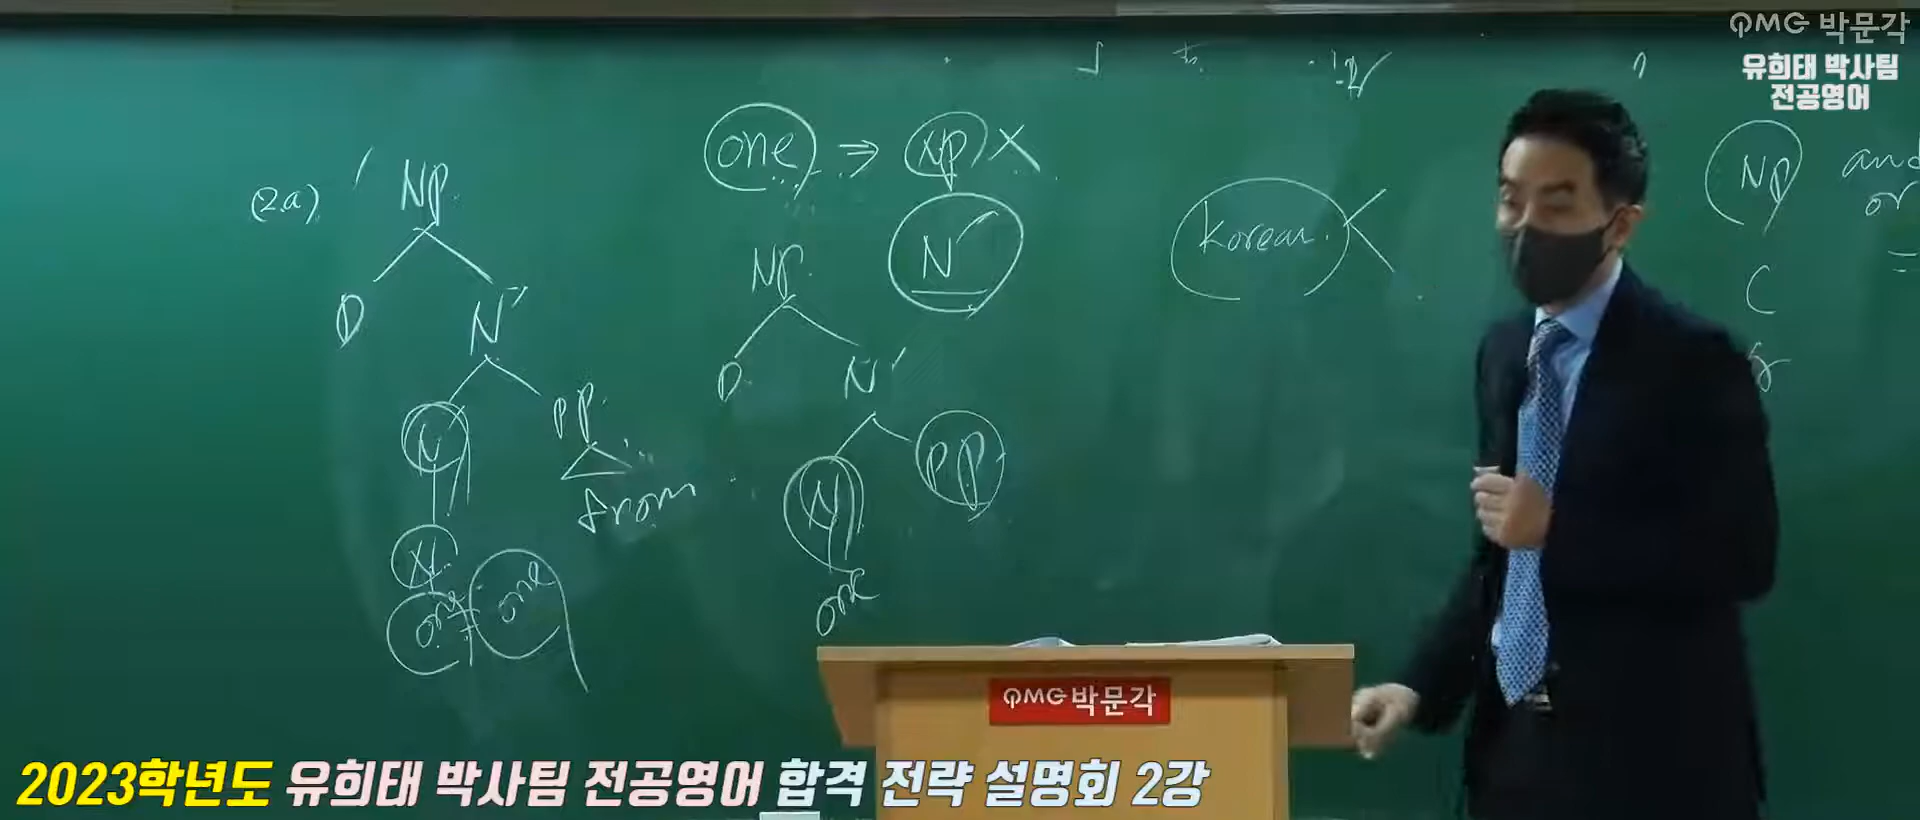 PMG 박문각
유희태 박사팀
전공영어
one ⇒ NP X
N'
(2.a)
NP
D
N'
N
PP
from
one
one
NP
D
N'
N
PP
one
Korean.
NP
or
C
PMG 박문각
2023학년도 유희태 박사팀 전공영어 합격 전략 설명회 2강